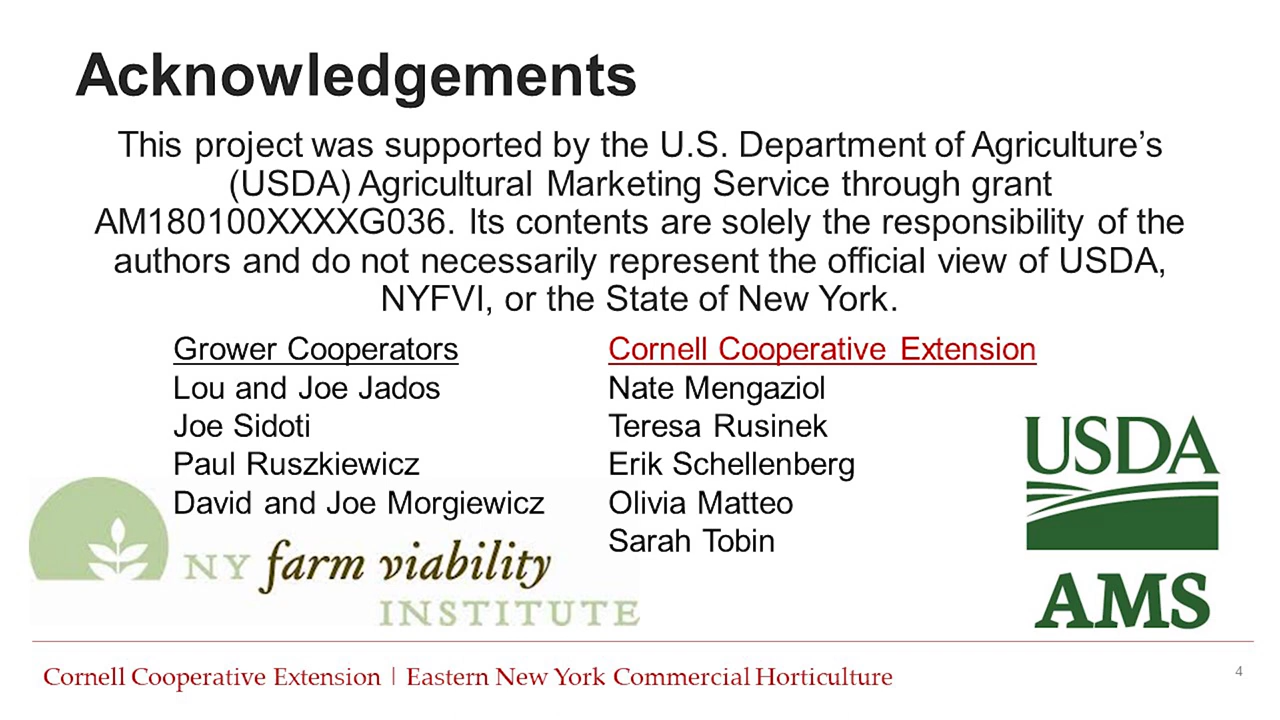 Acknowledgements
This project was supported by the U.S. Department of Agriculture’s
(USDA) Agricultural Marketing Service through grant
AM180100XXXXG036. Its contents are solely the responsibility of the
authors and do not necessarily represent the official view of USDA,
NYFVI, or the State of New York.
Grower Cooperators
Lou and Joe Jados
Joe Sidoti
Paul Ruszkiewicz
David and Joe Morgiewicz
Cornell Cooperative Extension
Nate Mengaziol
Teresa Rusinek
Erik Schellenberg
Olivia Matteo
Sarah Tobin
NY farm viability
INSTITUTE
USDA
AMS
Cornell Cooperative Extension | Eastern New York Commercial Horticulture
4